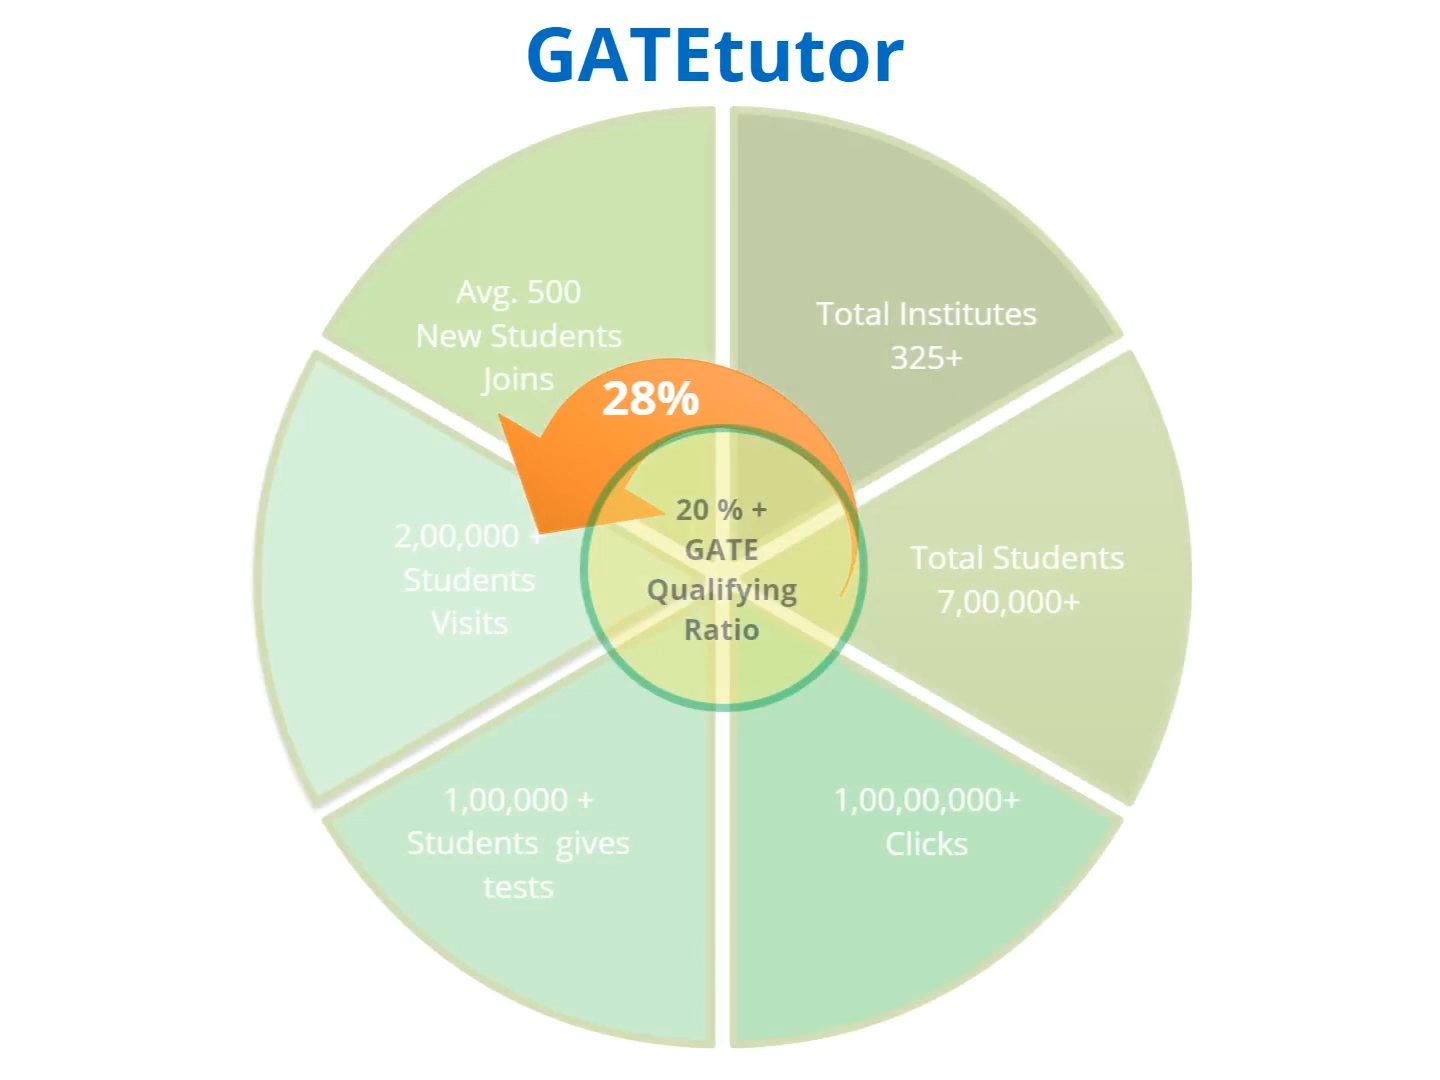 GATEtutor
Avg. 500
New Students
Joins
Total Institutes
325+
28%
2,00,000 +
Students
Visits
20 % +
GATE
Qualifying
Ratio
Total Students
7,00,000+
1,00,000 +
Students  gives
tests
1,00,00,000+
Clicks